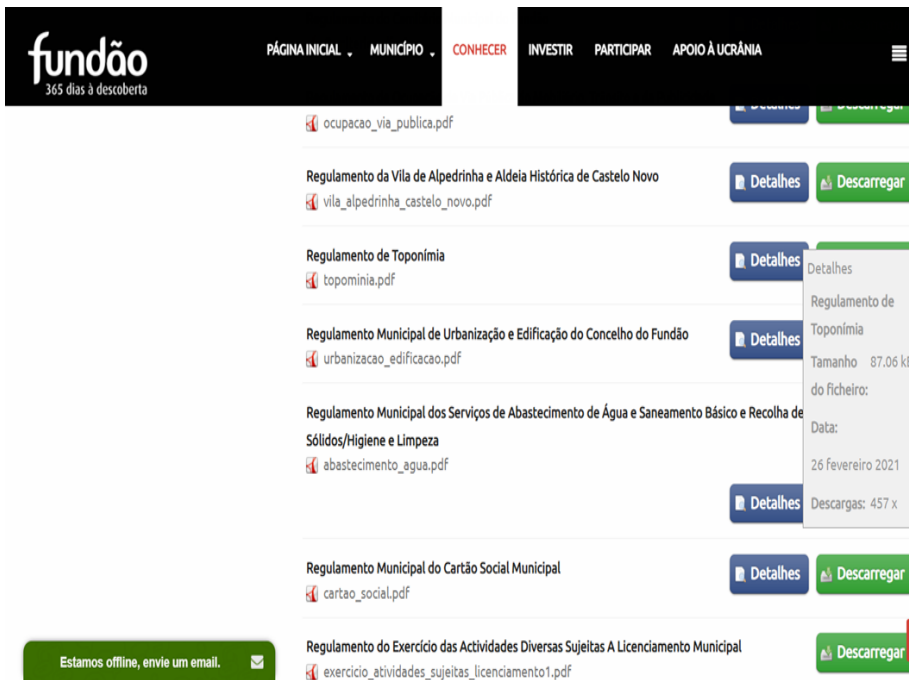 fundão
365 dias à descoberta
PÁGINA INICIAL
MUNICÍPIO
CONHECER
INVESTIR
PARTICIPAR
APOIO À UCRÂNIA
Detalhes
Descarregar
ocupacao_via_publica.pdf
Regulamento da Vila de Alpedrinha e Aldeia Histórica de Castelo Novo
vila_alpedrinha_castelo_novo.pdf
Detalhes
Descarregar
Regulamento de Toponímia
topominia.pdf
Detalhes
Regulamento Municipal de Urbanização e Edificação do Concelho do Fundão
urbanizacao_edificacao.pdf
Detalhes
Regulamento Municipal dos Serviços de Abastecimento de Água e Saneamento Básico e Recolha de
Sólidos/Higiene e Limpeza
abastecimento_agua.pdf
Detalhes
Detalhes
Regulamento de
Toponímia
Tamanho 87.06 kB
do ficheiro:
Data:
26 fevereiro 2021
Descargas: 457 x
Regulamento Municipal do Cartão Social Municipal
cartao_social.pdf
Detalhes
Descarregar
Regulamento do Exercício das Actividades Diversas Sujeitas A Licenciamento Municipal
exercicio_atividades_sujeitas_licenciamento1.pdf
Descarregar
Estamos offline, envie um email.